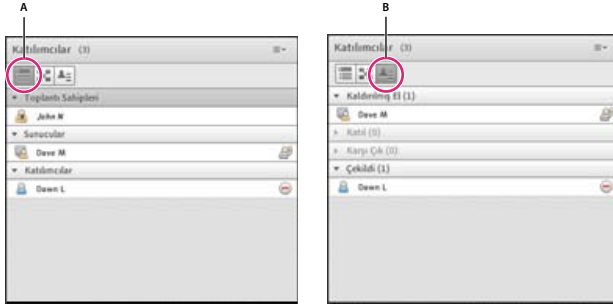 A
B
Katılımcılar (3)
Toplantı Sahipleri
John N
Sunucular
Dave M
Katılımcılar
Dawn L
Katılımcılar (3)
Kaldırılmış El (1)
Dave M
Katıl (0)
Karşı Çık (0)
Çekildi (1)
Dawn L